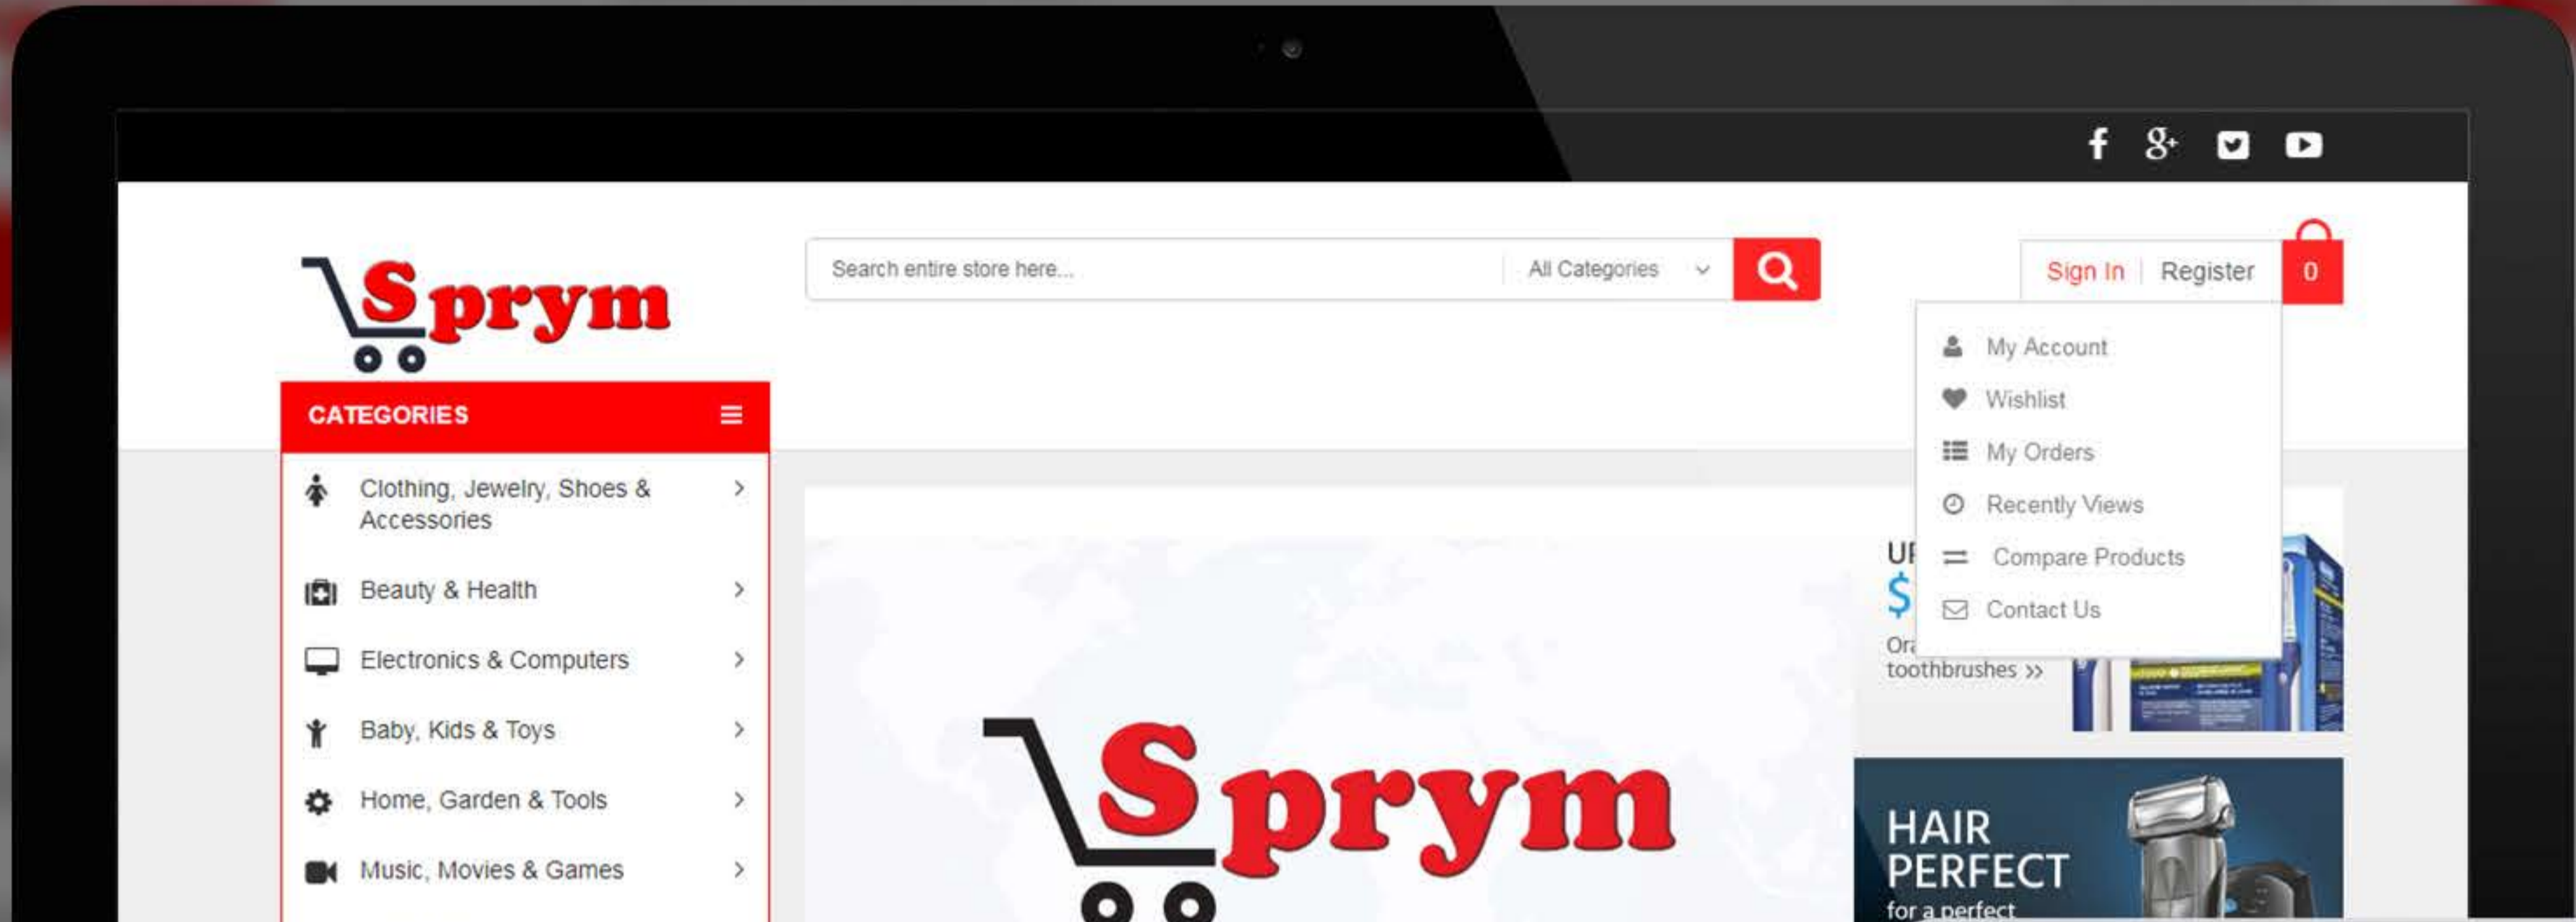 Sprym
Search entire store here...
All Categories
Sign In
Register
0
My Account
Wishlist
My Orders
Recently Views
Compare Products
Contact Us
CATEGORIES
Clothing, Jewelry, Shoes &
Accessories
Beauty & Health
Electronics & Computers
Baby, Kids & Toys
Home, Garden & Tools
Music, Movies & Games
Sprym
$
toothbrushes >>
HAIR
PERFECT
for a perfect